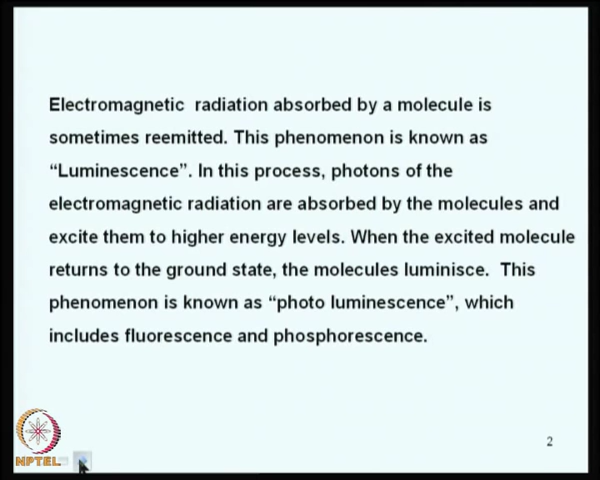 Electromagnetic radiation absorbed by a molecule is
sometimes reemitted. This phenomenon is known as
“Luminescence”. In this process, photons of the
electromagnetic radiation are absorbed by the molecules and
excite them to higher energy levels. When the excited molecule
returns to the ground state, the molecules luminisce. This
phenomenon is known as “photo luminescence”, which
includes fluorescence and phosphorescence.
2
NPTEL